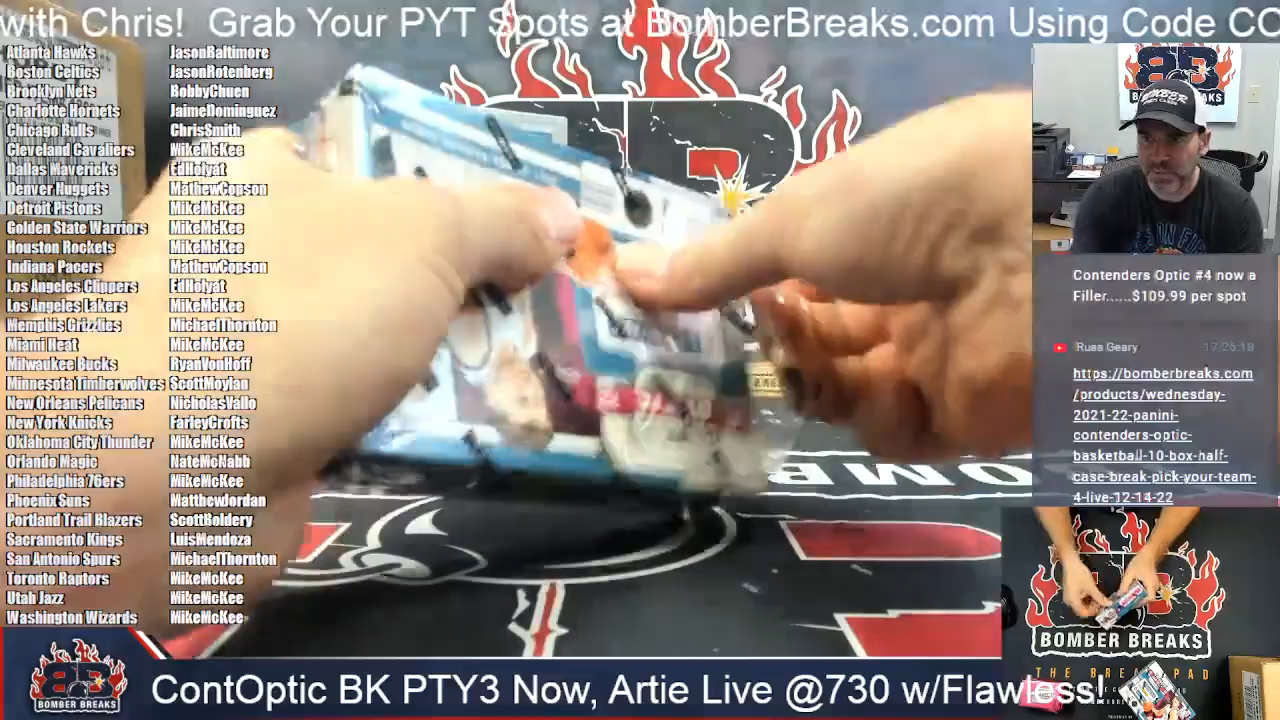 with Chris!  Grab Your PYT Spots at BomberBreaks.com Using Code CC
Atlanta Hawks JasonBaltimore
Boston Celtics JasonRotenberg
Brooklyn Nets BobbyChuen
Charlotte Hornets JaimeDominguez
Chicago Bulls ChrisSmith
Cleveland Cavaliers MikeMcKee
Dallas Mavericks EdHolyat
Denver Nuggets MathewCopson
Detroit Pistons MikeMcKee
Golden State Warriors MikeMcKee
Houston Rockets MikeMcKee
Indiana Pacers MathewCopson
Los Angeles Clippers EdHolyat
Los Angeles Lakers MikeMcKee
Memphis Grizzlies MichaelThornton
Miami Heat MikeMcKee
Milwaukee Bucks RyanVonHoff
Minnesota Timberwolves ScottMoylan
New Orleans Pelicans NicholasVallo
New York Knicks FarleyCrofts
Oklahoma City Thunder MikeMcKee
Orlando Magic NateMcNabb
Philadelphia 76ers MikeMcKee
Phoenix Suns MatthewJordan
Portland Trail Blazers ScottBoldery
Sacramento Kings LuisMendoza
San Antonio Spurs MichaelThornton
Toronto Raptors MikeMcKee
Utah Jazz MikeMcKee
Washington Wizards MikeMcKee
BREAKS
Contenders Optic #4 now a
Filler......$109.99 per spot
Russ Geary 17:26:18
https://bomberbreaks.com
/products/wednesday-
2021-22-panini-
contenders-optic-
basketball-10-box-half-
case-break-pick-your-team-
4-live-12-14-22
BOMBER BREAKS
THE BREA PAD
BOMBER BREAKS
ContOptic BK PTY3 Now, Artie Live @730 w/Flawless!